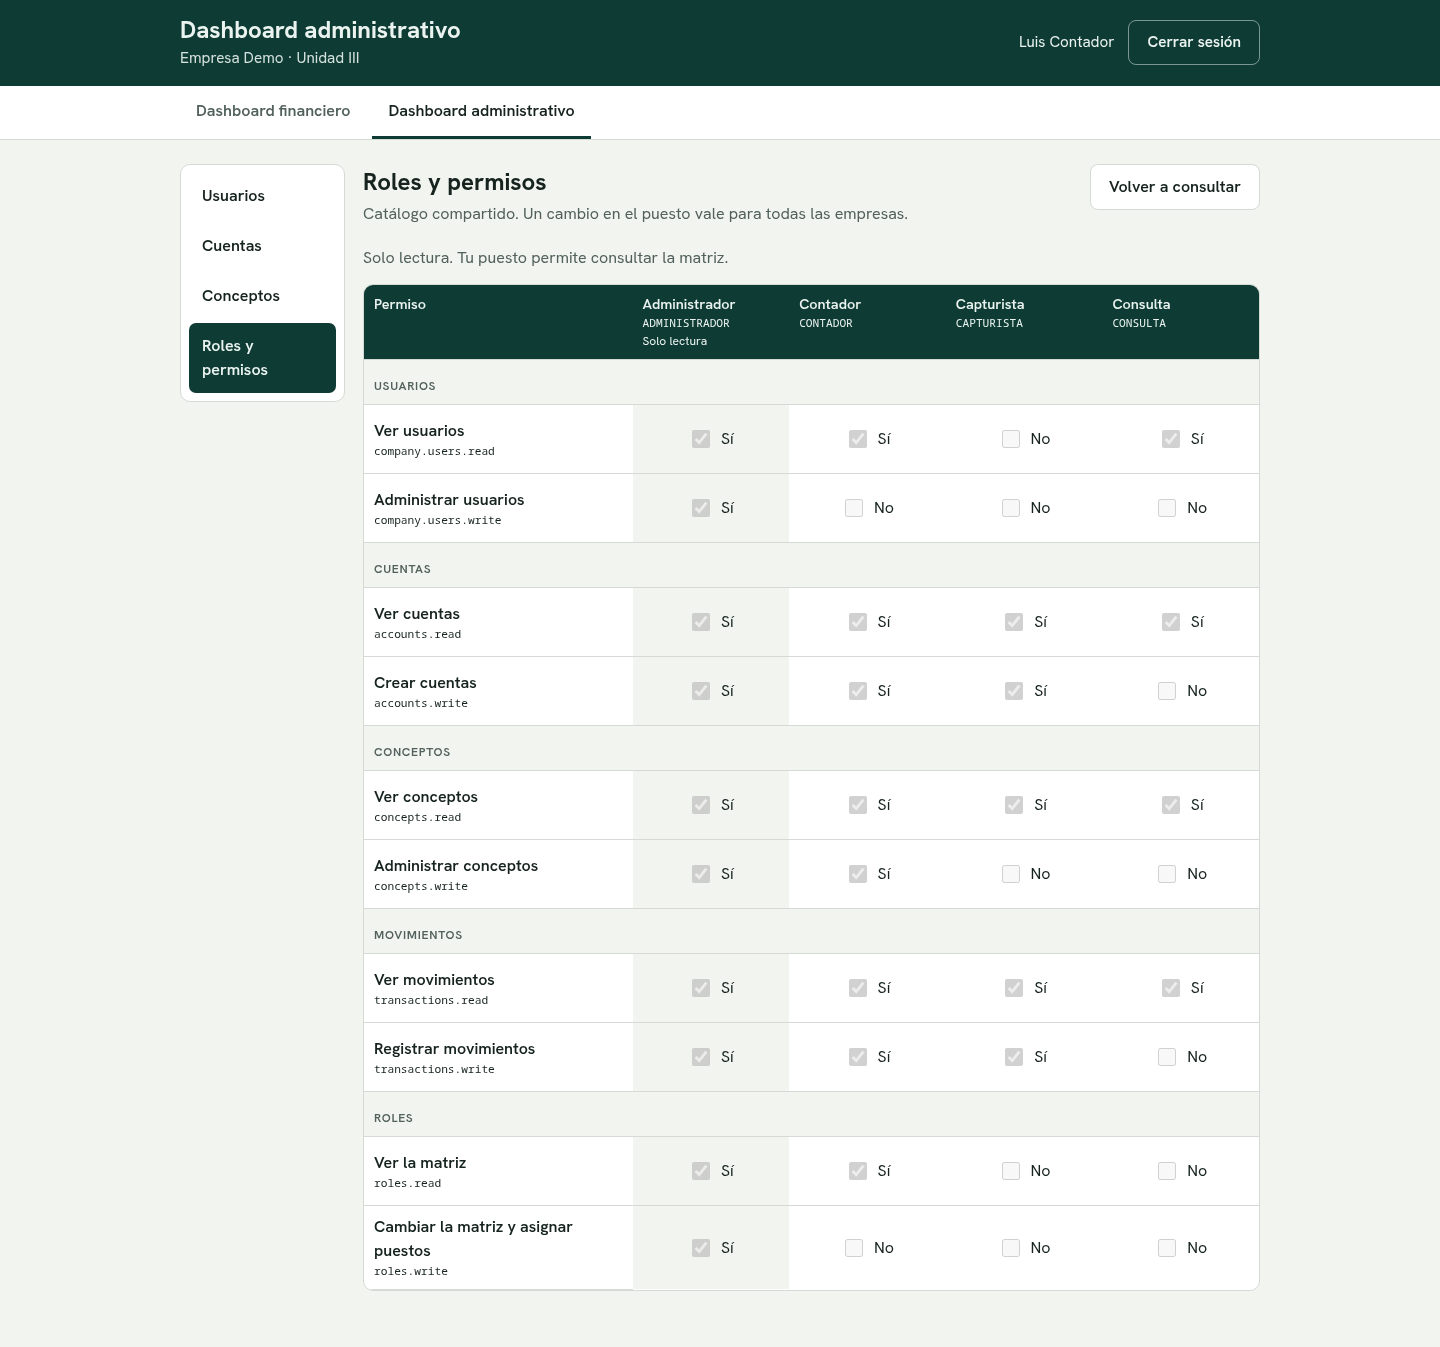 Dashboard administrativo
Empresa Demo · Unidad III
Luis Contador
Cerrar sesión
Dashboard financiero
Dashboard administrativo
Usuarios
Cuentas
Conceptos
Roles y
permisos
Roles y permisos
Catálogo compartido. Un cambio en el puesto vale para todas las empresas.
Volver a consultar
Solo lectura. Tu puesto permite consultar la matriz.
Permiso Administrador Contador Capturista Consulta
ADMINISTRADOR CONTADOR CAPTURISTA CONSULTA
Solo lectura
USUARIOS
Ver usuarios
company.users.read
Sí Sí No Sí
Administrar usuarios
company.users.write
Sí No No No
CUENTAS
Ver cuentas
accounts.read
Sí Sí Sí Sí
Crear cuentas
accounts.write
Sí Sí Sí No
CONCEPTOS
Ver conceptos
concepts.read
Sí Sí Sí Sí
Administrar conceptos
concepts.write
Sí Sí No No
MOVIMIENTOS
Ver movimientos
transactions.read
Sí Sí Sí Sí
Registrar movimientos
transactions.write
Sí Sí Sí No
ROLES
Ver la matriz
roles.read
Sí Sí No No
Cambiar la matriz y asignar
puestos
roles.write
Sí No No No